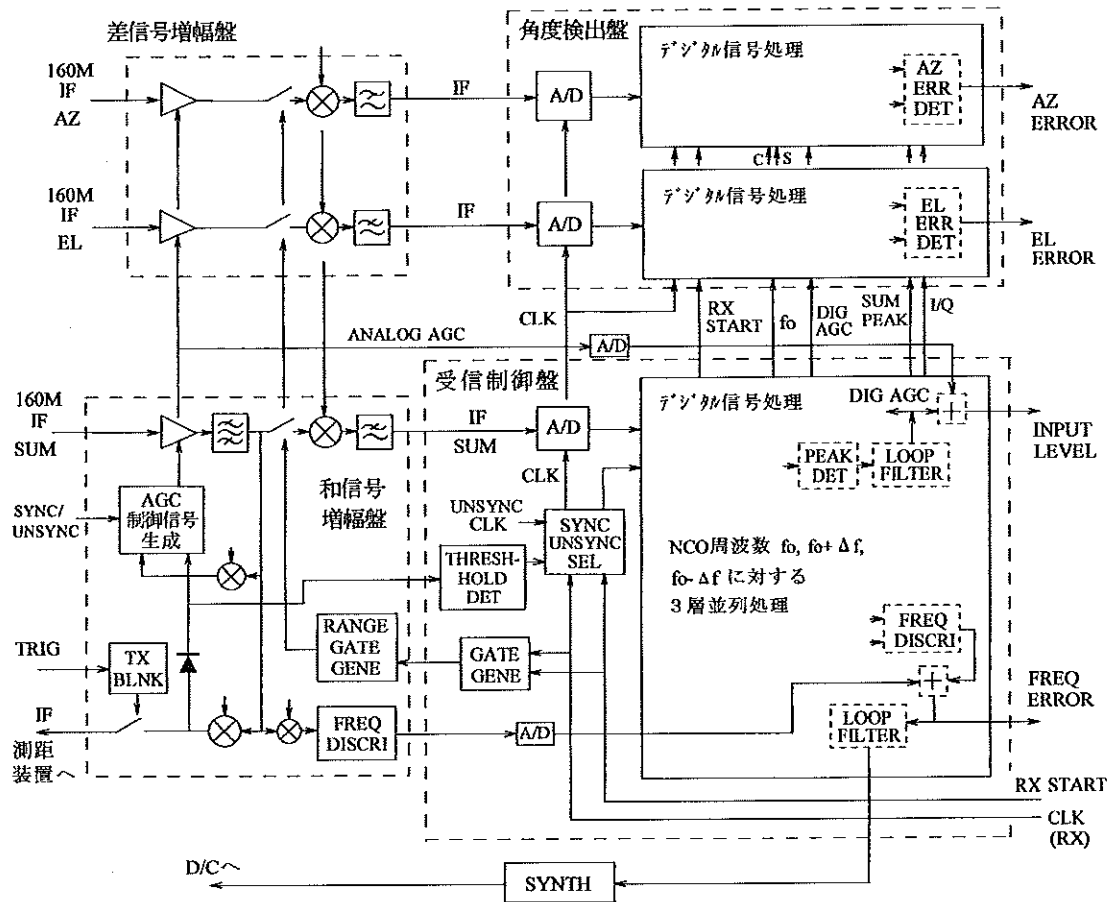 差信号増幅盤
160M
IF
AZ
160M
IF
EL
IF
IF
角度検出盤
A/D
A/D
デジタル信号処理
AZ
ERR
DET
AZ
ERROR
C S
デジタル信号処理
EL
ERR
DET
EL
ERROR
CLK
RX
START
fo
DIG
AGC
SUM
PEAK
I/Q
ANALOG AGC
A/D
受信制御盤
160M
IF
SUM
IF
SUM
A/D
CLK
デジタル信号処理
DIG AGC
INPUT
LEVEL
PEAK
DET
LOOP
FILTER
和信号
増幅盤
SYNC/
UNSYNC
AGC
制御信号
生成
UNSYNC
CLK
SYNC
UNSYNC
SEL
THRESH-
HOLD
DET
NCO周波数 fo, fo+Δf,
fo-Δf に対する
3層並列処理
FREQ
DISCRI
TRIG
TX
BLNK
RANGE
GATE
GENE
GATE
GENE
FREQ
ERROR
IF
測距
装置へ
FREQ
DISCRI
A/D
LOOP
FILTER
RX START
CLK
(RX)
D/Cへ
SYNTH